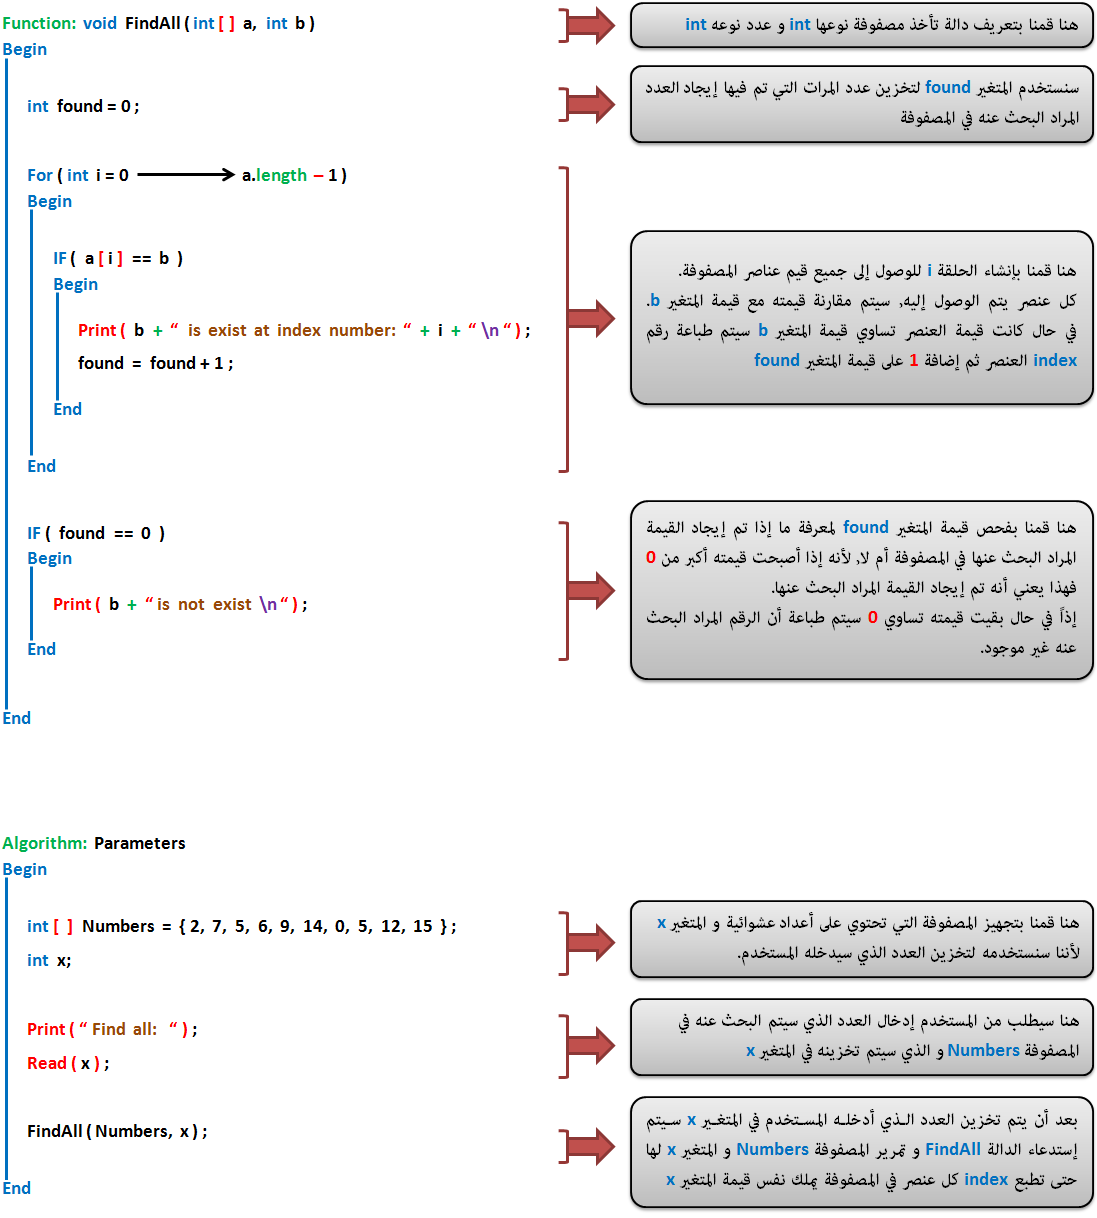 Function: void FindAll ( int [ ] a, int b )
هنا قمنا بتعريف دالة تأخذ مصفوفة نوعها int و عدد نوعه int
Begin
int found = 0 ;
سنستخدم المتغير found لتخزين عدد المرات التي تم فيها إيجاد العدد
المراد البحث عنه في المصفوفة
For ( int i = 0 ⟶ a.length – 1 )
Begin
IF ( a [ i ] == b )
Begin
Print ( b + “ is exist at index number: “ + i + “ \n “ ) ;
found = found + 1 ;
End
End
هنا قمنا بإنشاء الحلقة i للوصول إلى جميع قيم عناصر المصفوفة.
كل عنصر يتم الوصول إليه, سيتم مقارنة قيمته مع قيمة المتغير b.
في حال كانت قيمة العنصر تساوي قيمة المتغير b سيتم طباعة رقم
index العنصر ثم إضافة 1 على قيمة المتغير found
IF ( found == 0 )
Begin
Print ( b + “ is not exist \n “ ) ;
End
هنا قمنا بفحص قيمة المتغير found لمعرفة ما إذا تم إيجاد القيمة
المراد البحث عنها في المصفوفة أم لا, لأنه إذا أصبحت قيمته أكبر من 0
فهذا يعني أنه تم إيجاد القيمة المراد البحث عنها.
إذاً في حال بقيت قيمته تساوي 0 سيتم طباعة أن الرقم المراد البحث
عنه غير موجود.
End
Algorithm: Parameters
Begin
int [ ] Numbers = { 2, 7, 5, 6, 9, 14, 0, 5, 12, 15 } ;
int x;
هنا قمنا بتجهيز المصفوفة التي تحتوي على أعداد عشوائية و المتغير x
لأننا سنستخدمه لتخزين العدد الذي سيدخله المستخدم.
Print ( “ Find all: “ ) ;
Read ( x ) ;
هنا سيطلب من المستخدم إدخال العدد الذي سيتم البحث عنه في
المصفوفة Numbers و الذي سيتم تخزينه في المتغير x
FindAll ( Numbers, x ) ;
بعد أن يتم تخزين العدد الـذي أدخلـه المستـخدم في المتغـير x سـيتم
إستدعاء الدالة FindAll و تمرير المصفوفة Numbers و المتغير x لها
حتى تطبع index كل عنصر في المصفوفة يملك نفس قيمة المتغير x
End